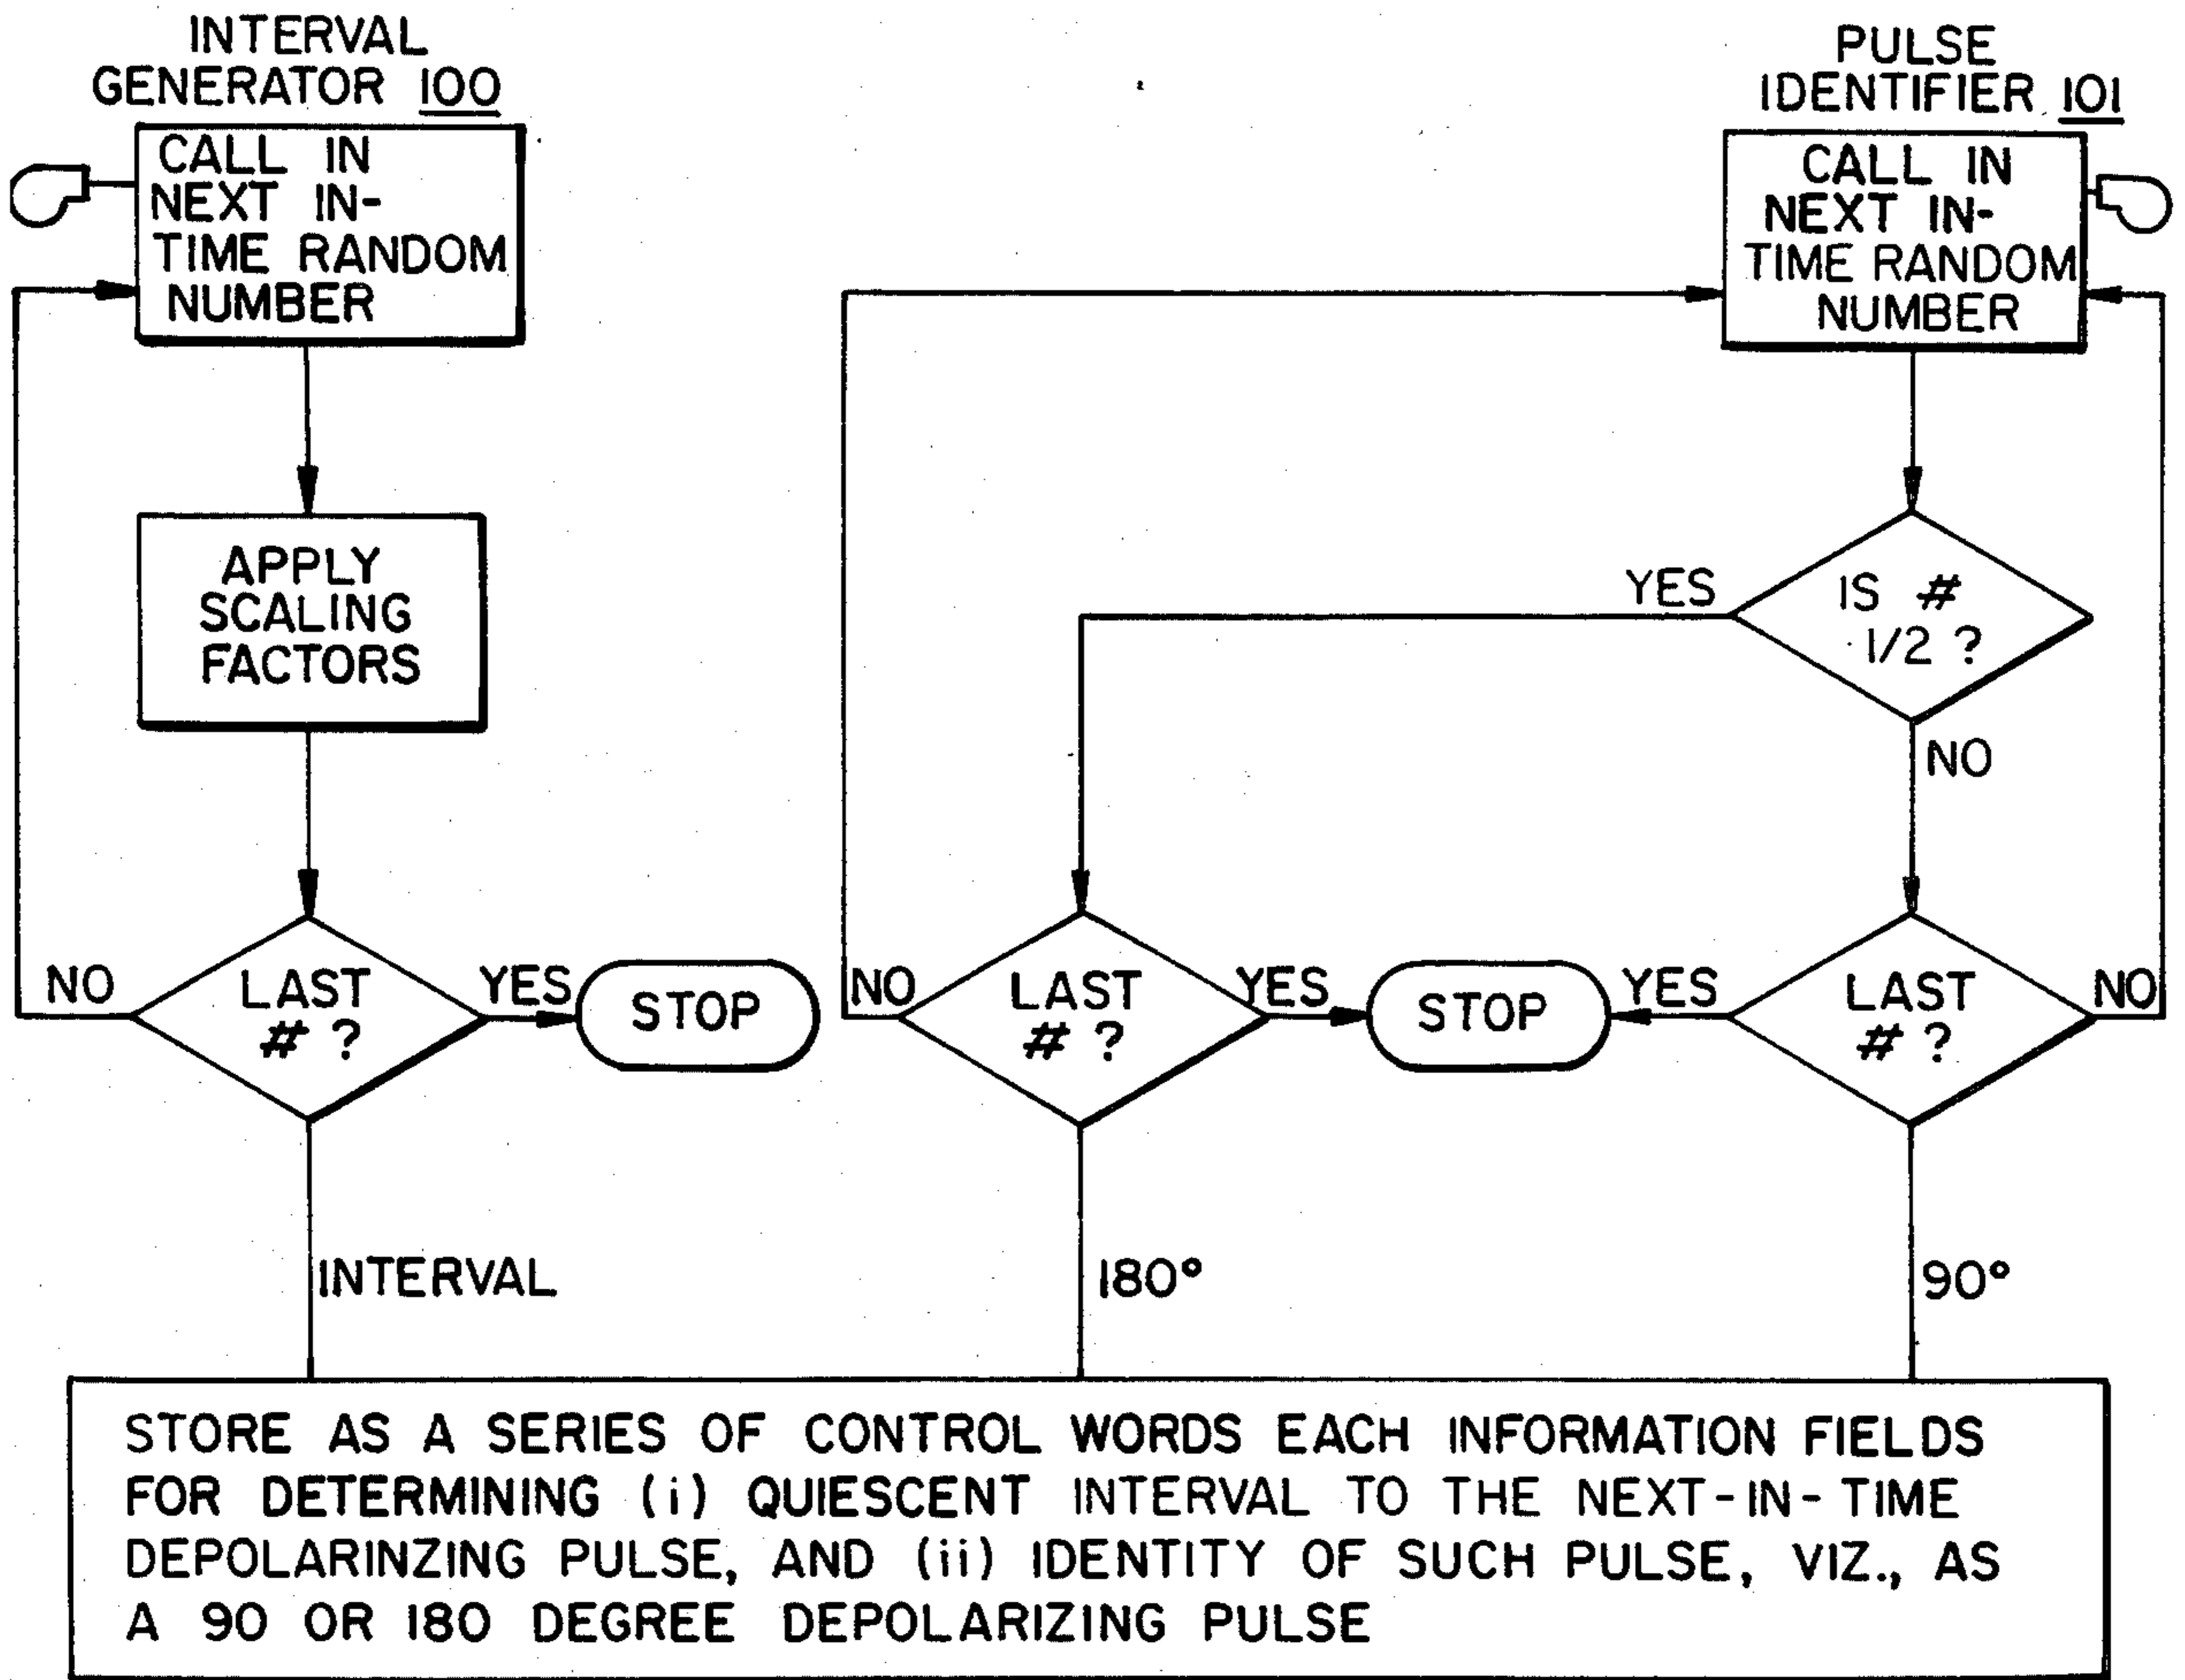 INTERVAL
GENERATOR 100
CALL IN
NEXT IN-
TIME RANDOM
NUMBER
APPLY
SCALING
FACTORS
LAST
# ?
NO
YES
STOP
INTERVAL
PULSE
IDENTIFIER 101
CALL IN
NEXT IN-
TIME RANDOM
NUMBER
IS #
1/2 ?
YES
NO
NO
LAST
# ?
YES
STOP
YES
LAST
# ?
NO
180°
90°
STORE AS A SERIES OF CONTROL WORDS EACH INFORMATION FIELDS
FOR DETERMINING (i) QUIESCENT INTERVAL TO THE NEXT-IN-TIME
DEPOLARINZING PULSE, AND (ii) IDENTITY OF SUCH PULSE, VIZ., AS
A 90 OR 180 DEGREE DEPOLARIZING PULSE